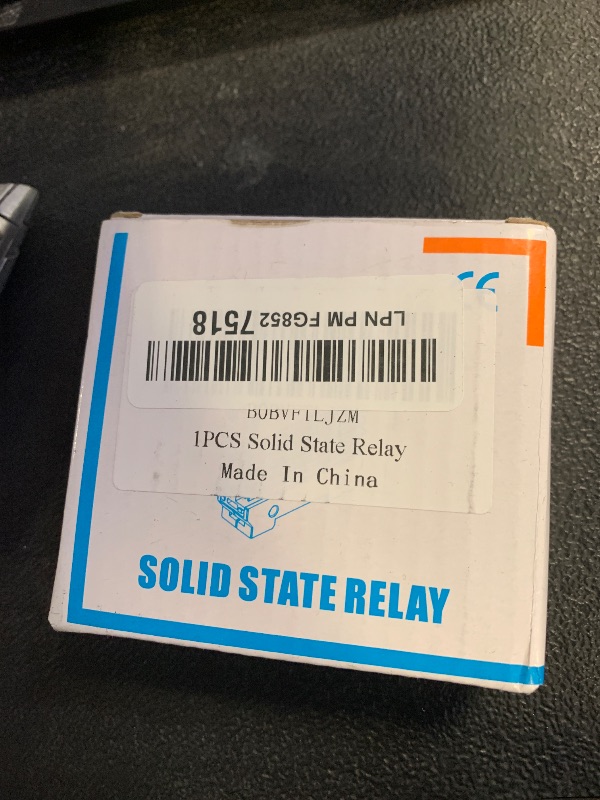 LPN PM FG852 7518
B0BVF1LJZM
1PCS Solid State Relay
Made In China
SOLID STATE RELAY